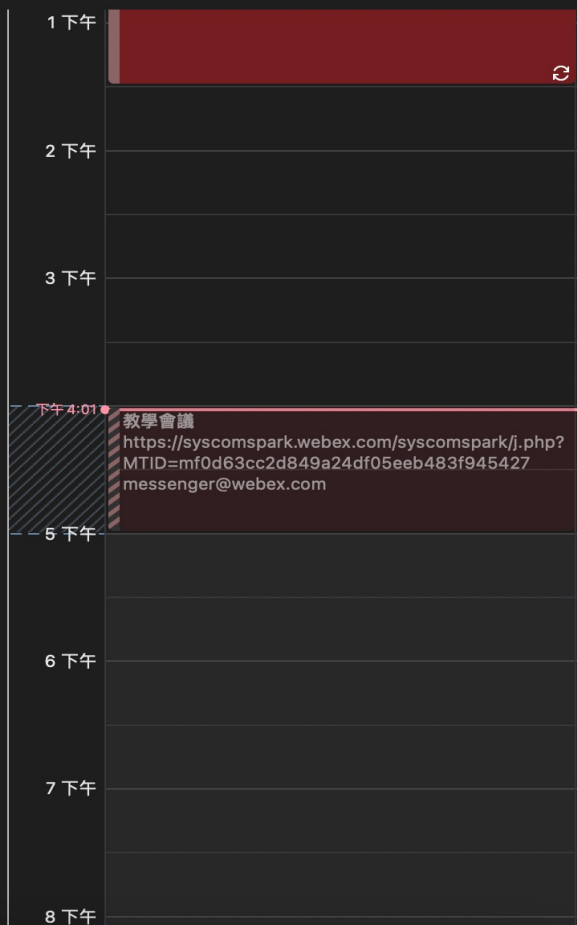 1 下午
2 下午
3 下午
下午 4:01
教學會議
https://syscomspark.webex.com/syscomspark/j.php?
MTID=mf0d63cc2d849a24df05eeb483f945427
messenger@webex.com
5 下午
6 下午
7 下午
8 下午